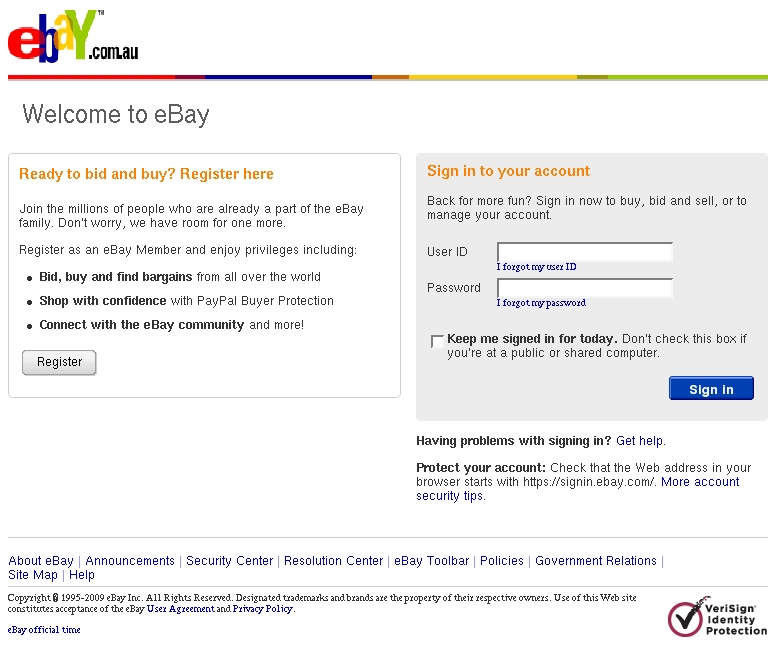 ebay™.com.au
Welcome to eBay
Ready to bid and buy? Register here
Join the millions of people who are already a part of the eBay
family. Don't worry, we have room for one more.
Register as an eBay Member and enjoy privileges including:
• Bid, buy and find bargains from all over the world
• Shop with confidence with PayPal Buyer Protection
• Connect with the eBay community and more!
Register
Sign in to your account
Back for more fun? Sign in now to buy, bid and sell, or to
manage your account.
User ID
I forgot my user ID
Password
I forgot my password
Keep me signed in for today. Don't check this box if
you're at a public or shared computer.
Sign in
Having problems with signing in? Get help.
Protect your account: Check that the Web address in your
browser starts with https://signin.ebay.com/. More account
security tips.
About eBay | Announcements | Security Center | Resolution Center | eBay Toolbar | Policies | Government Relations |
Site Map | Help
Copyright � 1995-2009 eBay Inc. All Rights Reserved. Designated trademarks and brands are the property of their respective owners. Use of this Web site
constitutes acceptance of the eBay User Agreement and Privacy Policy.
eBay official time
VeriSign
Identity
Protection